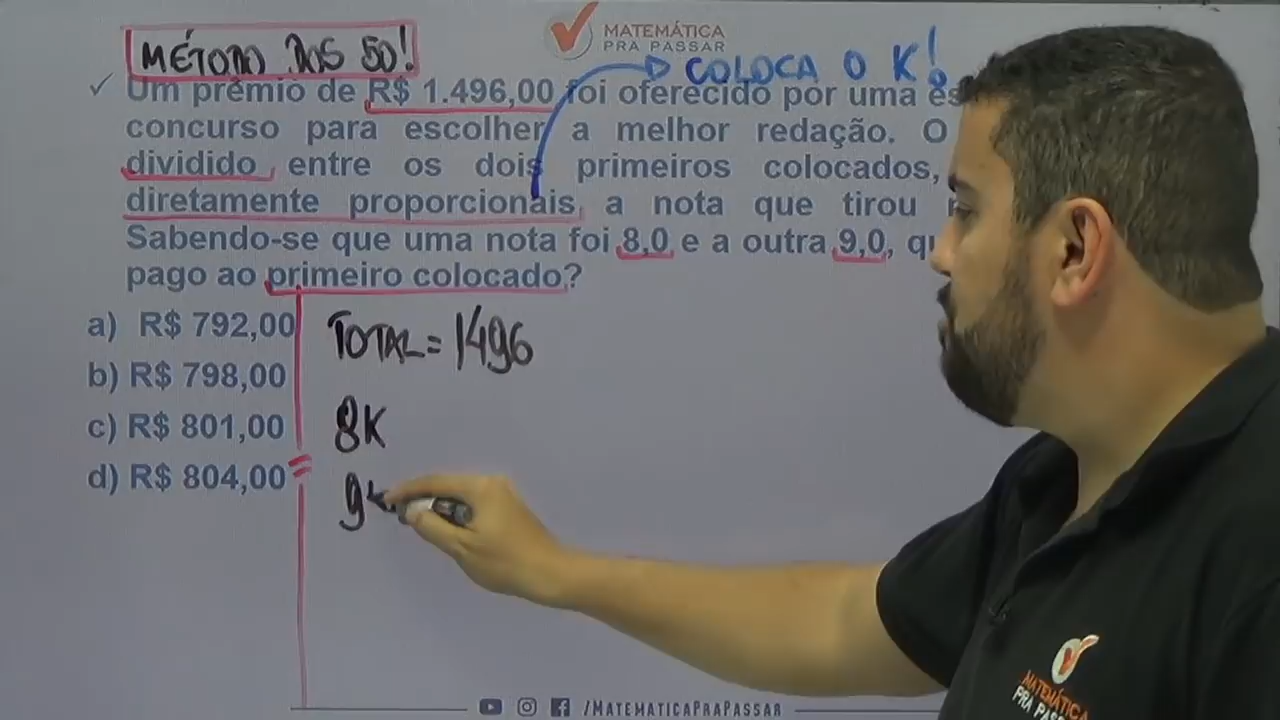 MÉTODO DOS 50!
MATEMÁTICA
PRA PASSAR
COLOCA O K!
Um prêmio de R$ 1.496,00 foi oferecido por uma
concurso para escolher a melhor redação. O
dividido entre os dois primeiros colocados,
diretamente proporcionais, a nota que tirou
Sabendo-se que uma nota foi 8,0 e a outra 9,0,
pago ao primeiro colocado?
a) R$ 792,00
b) R$ 798,00
c) R$ 801,00
d) R$ 804,00
TOTAL = 1496
8K
9K
MATEMÁTICA
PRA
/MATEMATICAPRAPASSAR